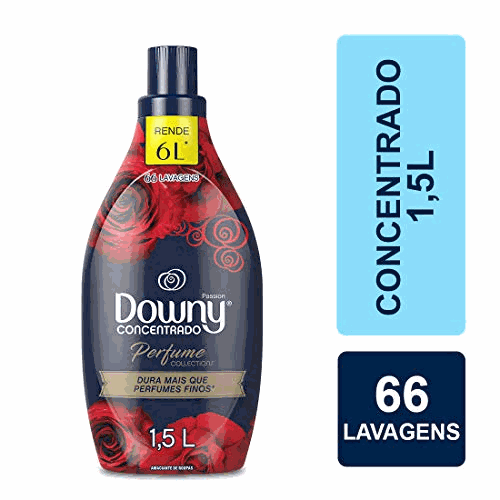 RENDE
6L*
66 LAVAGENS
Passion
Downy®
CONCENTRADO
Perfume
COLLECTIONS
DURA MAIS QUE
PERFUMES FINOS*
1,5 L
AMACIANTE DE ROUPAS
CONCENTRADO
1,5L
66
LAVAGENS